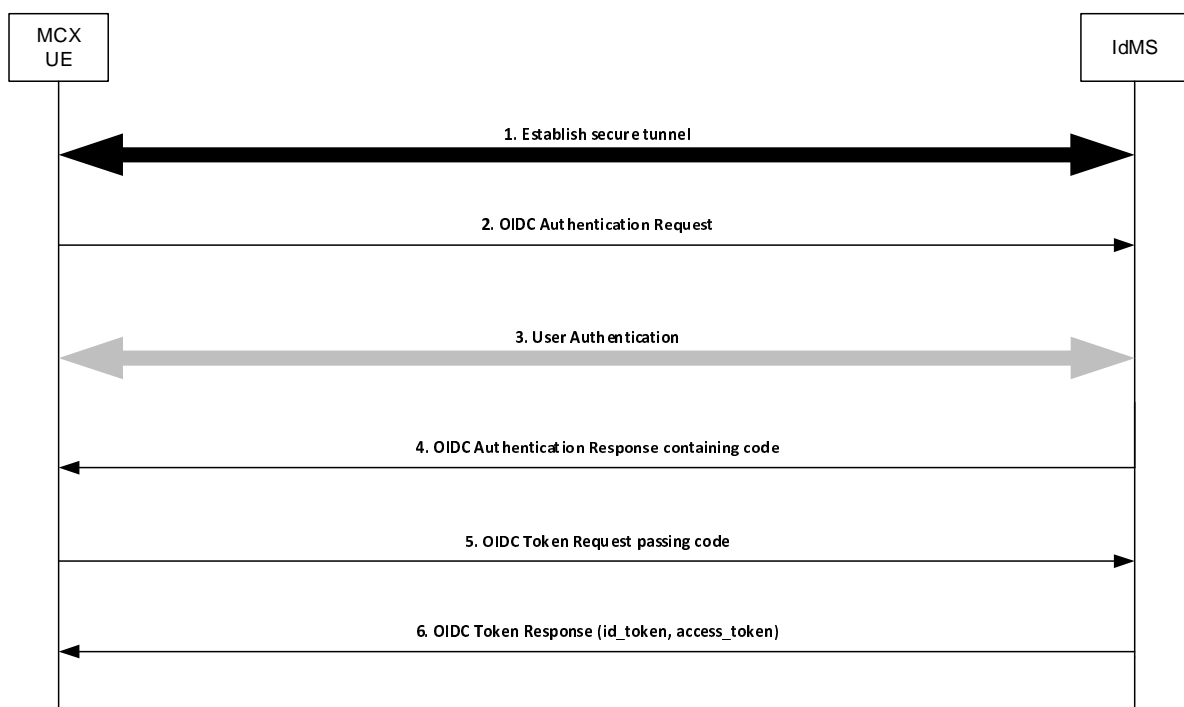 MCX
UE
IdMS
1. Establish secure tunnel
2. OIDC Authentication Request
3. User Authentication
4. OIDC Authentication Response containing code
5. OIDC Token Request passing code
6. OIDC Token Response (id_token, access_token)